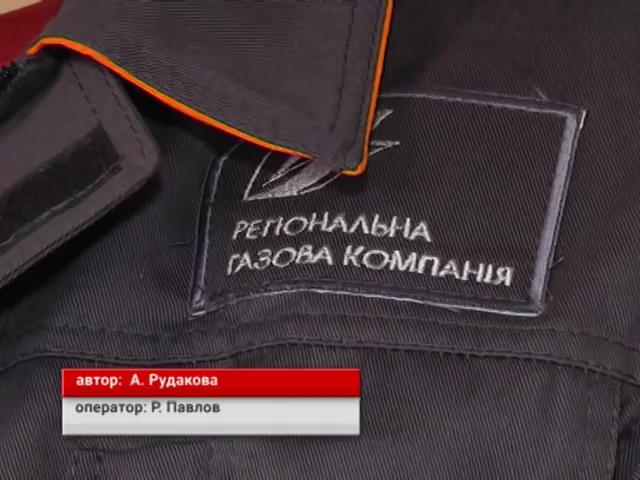 РЕГІОНАЛЬНА
ГАЗОВА КОМПАНІЯ
автор: А. Рудакова
оператор: Р. Павлов